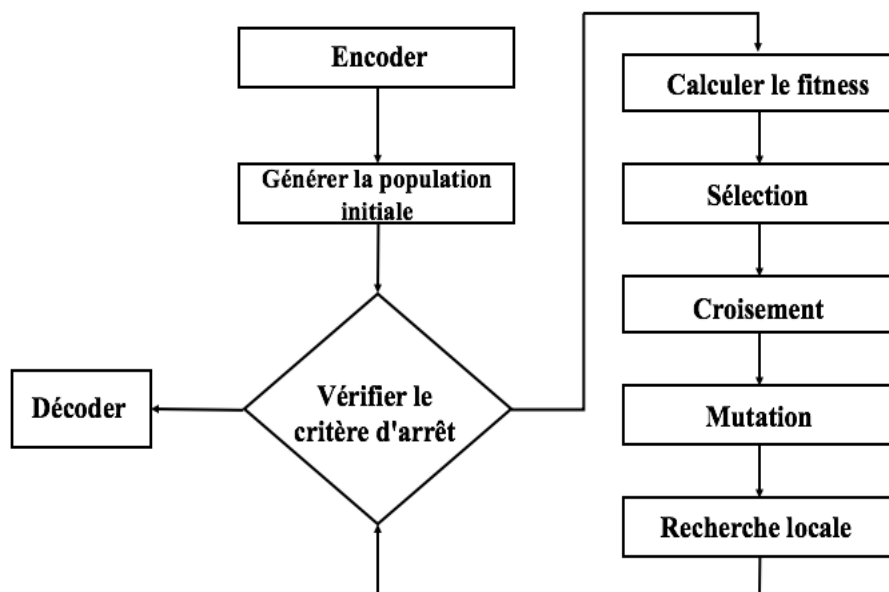 Encoder
Générer la population
initiale
Vérifier le
critère d'arrêt
Décoder
Calculer le fitness
Sélection
Croisement
Mutation
Recherche locale